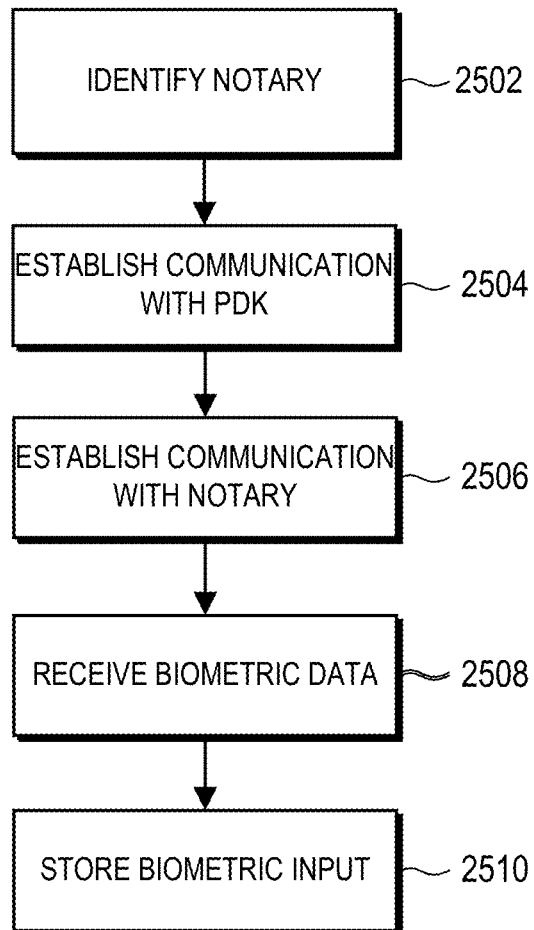 IDENTIFY NOTARY
2502
ESTABLISH COMMUNICATION
WITH PDK
2504
ESTABLISH COMMUNICATION
WITH NOTARY
2506
RECEIVE BIOMETRIC DATA
2508
STORE BIOMETRIC INPUT
2510